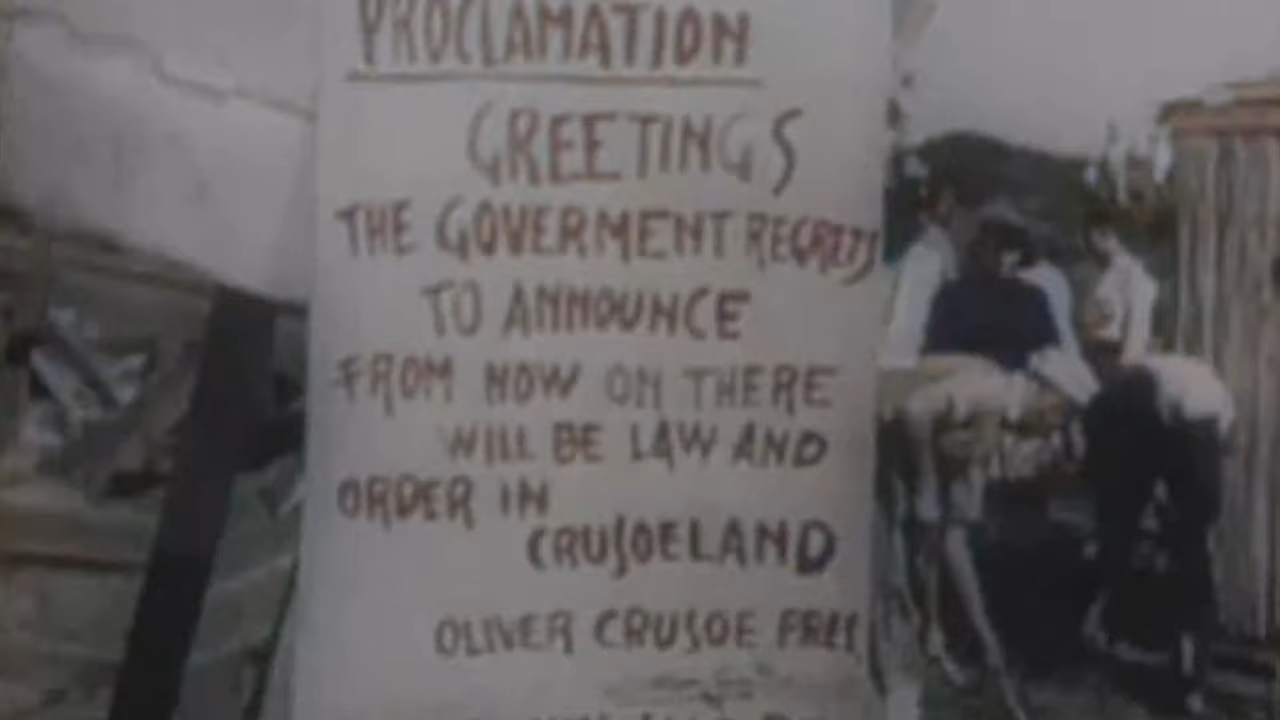 PROCLAMATION
GREETINGS
THE GOVERMENT REGRETS
TO ANNOUNCE
FROM NOW ON THERE
WILL BE LAW AND
ORDER IN
CRUSOELAND
OLIVER CRUSOE PRES